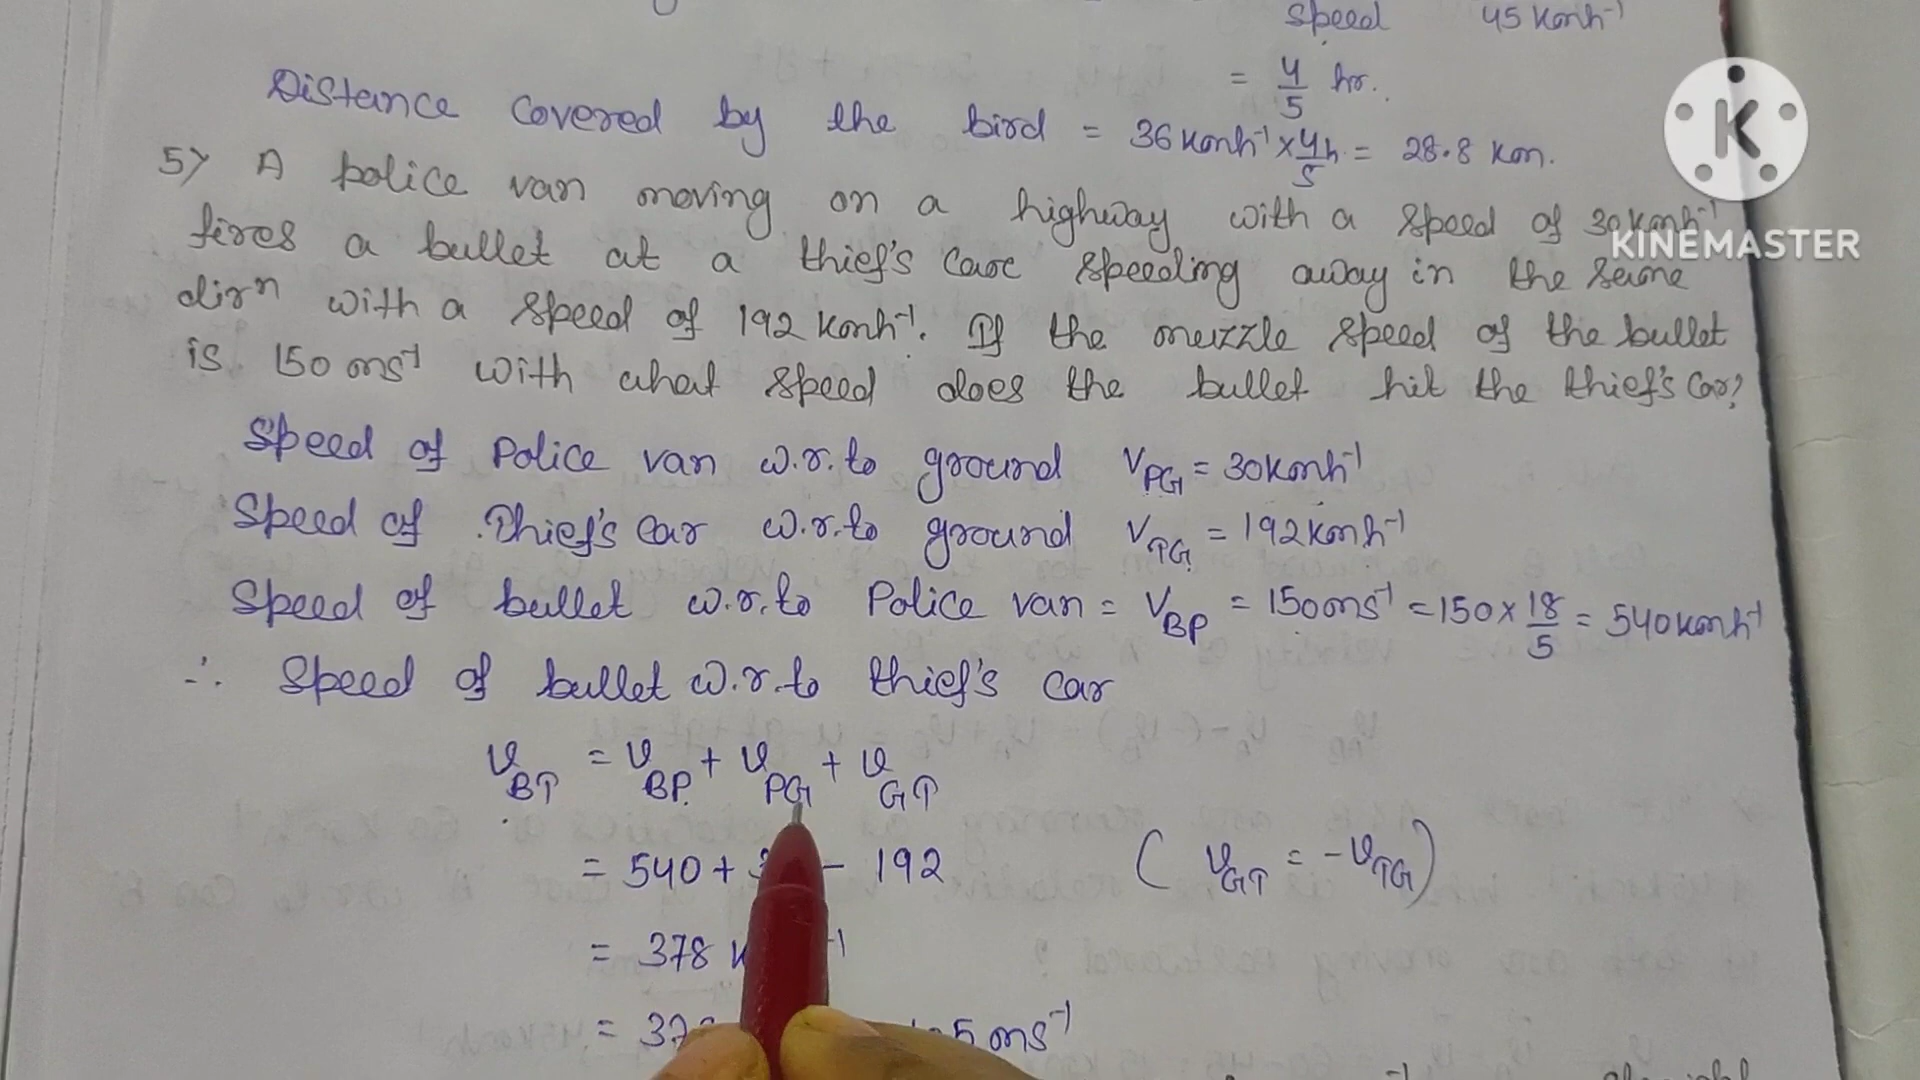 speed 45 kmh⁻¹
= 4/5 hr.
Distance covered by the bird = 36 kmh⁻¹ × 4/5 h = 28.8 km.
K
5) A police van moving on a highway with a speed of 30 kmh⁻¹
KINEMASTER
fires a bullet at a thief's car speeding away in the same
dirⁿ with a speed of 192 kmh⁻¹. If the muzzle speed of the bullet
is 150 ms⁻¹ with what speed does the bullet hit the thief's car?
Speed of Police van w.r.to ground V_PG = 30 kmh⁻¹
Speed of Thief's car w.r.to ground V_TG = 192 kmh⁻¹
Speed of bullet w.r.to Police van = V_BP = 150 ms⁻¹ = 150 × 18/5 = 540 kmh⁻¹
∴ Speed of bullet w.r.to thief's car
v_BT = v_BP + v_PG + v_GT
= 540 + - 192 ( v_GT = -v_TG)
= 378 k ⁻¹
= 37 5 ms⁻¹